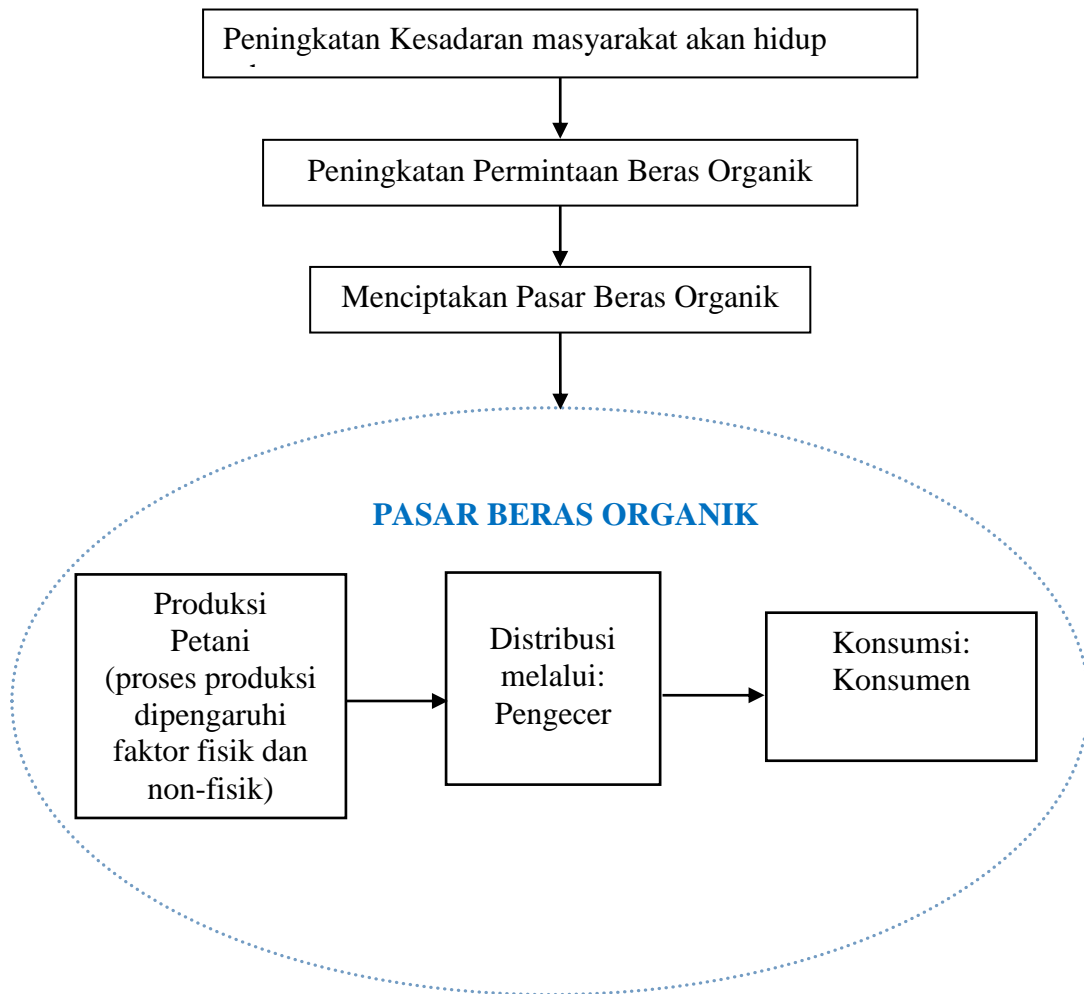 Peningkatan Kesadaran masyarakat akan hidup
Peningkatan Permintaan Beras Organik
Menciptakan Pasar Beras Organik
PASAR BERAS ORGANIK
Produksi
Petani
(proses produksi
dipengaruhi
faktor fisik dan
non-fisik)
Distribusi
melalui:
Pengecer
Konsumsi:
Konsumen